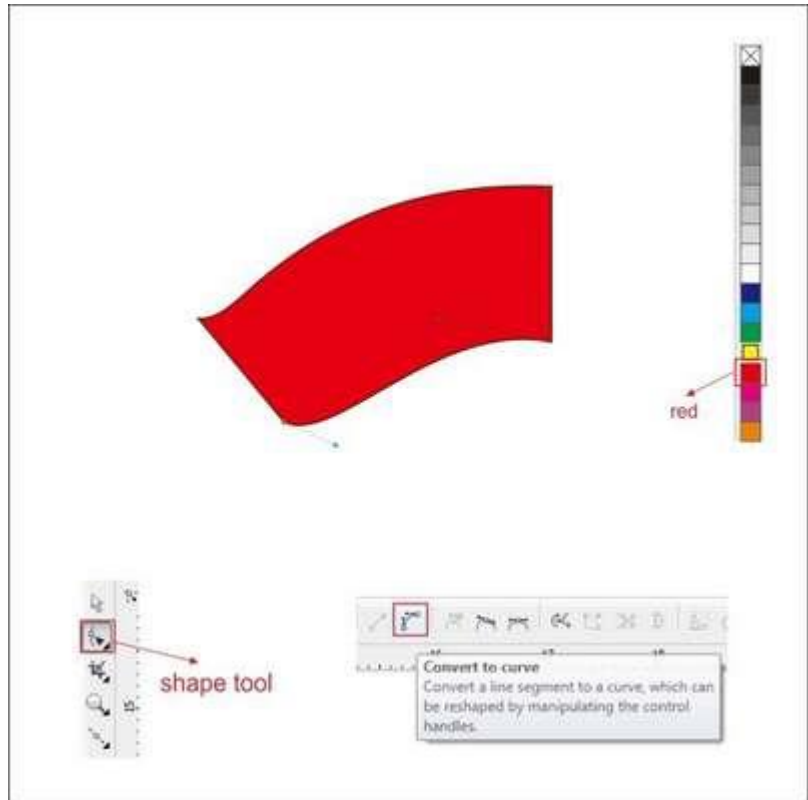 red
shape tool
Convert to curve
Convert a line segment to a curve, which can
be reshaped by manipulating the control
handles.
15